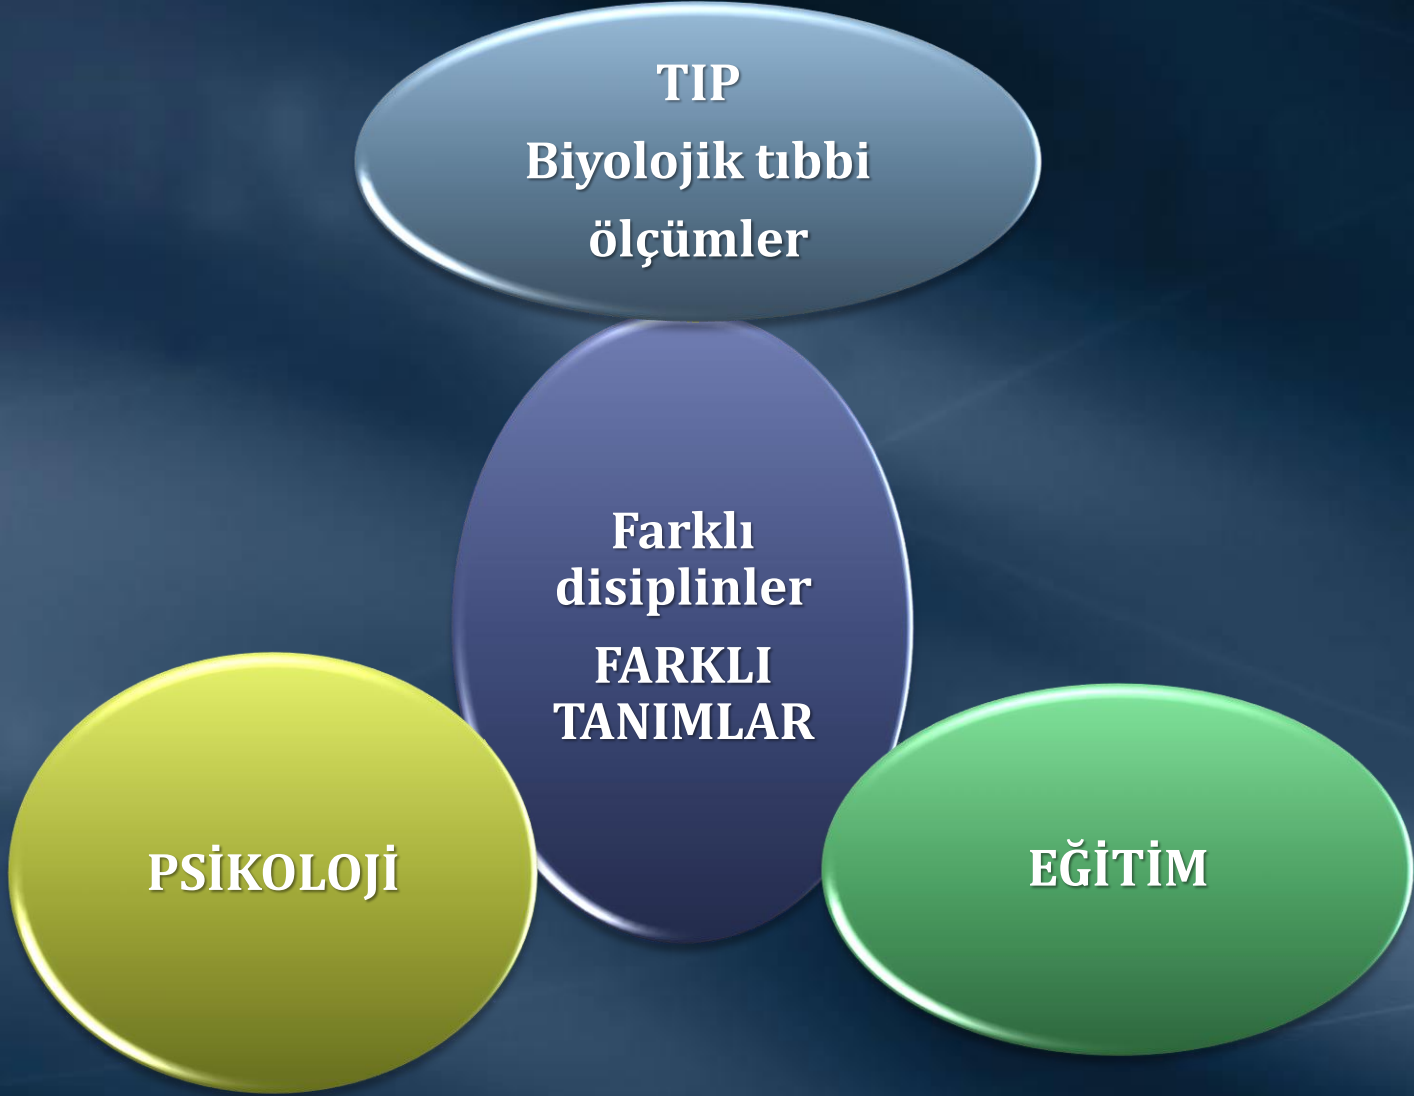 TIP
Biyolojik tıbbi
ölçümler
Farklı
disiplinler
FARKLI
TANIMLAR
PSİKOLOJİ
EĞİTİM